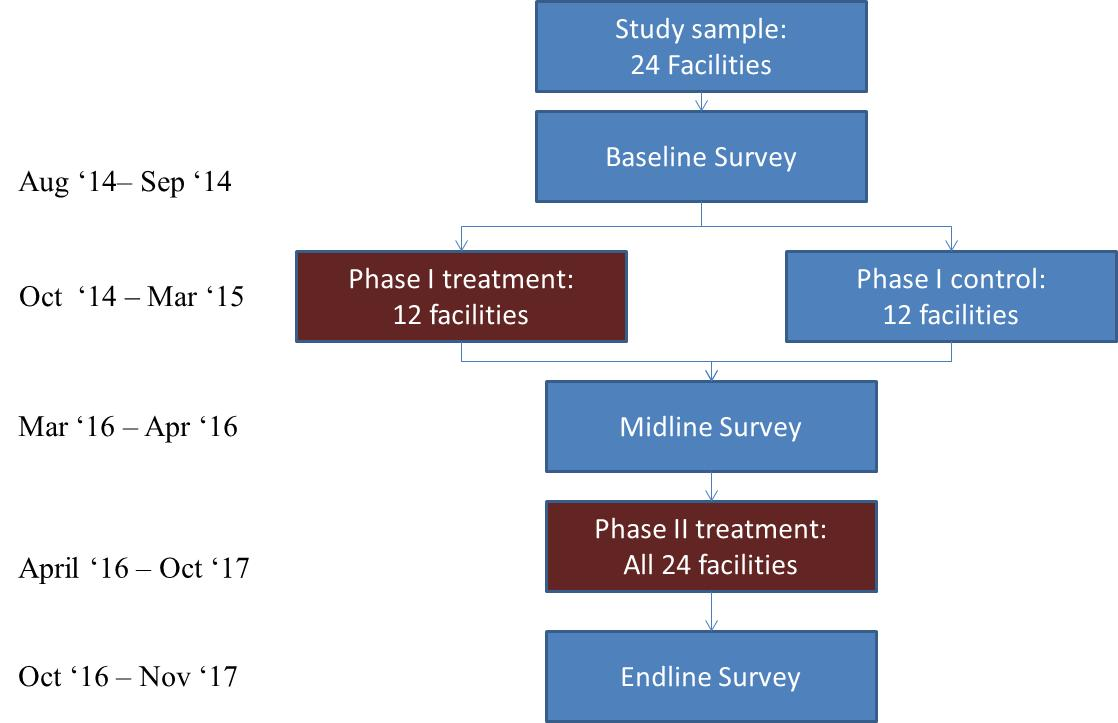 Study sample:
24 Facilities
Baseline Survey
Aug ‘14– Sep ‘14
Phase I treatment:
12 facilities
Phase I control:
12 facilities
Oct  ‘14 – Mar ‘15
Midline Survey
Mar ‘16 – Apr ‘16
Phase II treatment:
All 24 facilities
April  ‘16 – Oct ‘17
Endline Survey
Oct ‘16 – Nov ‘17